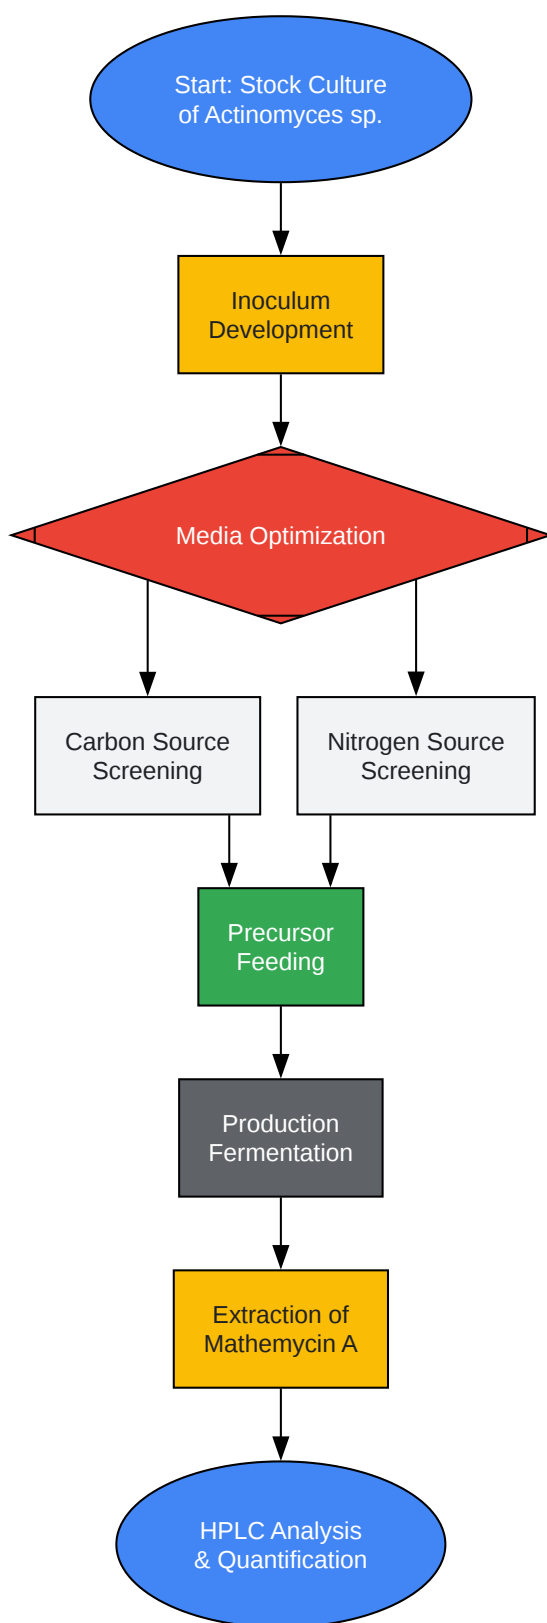 Start: Stock Culture
of Actinomyces sp.
Inoculum
Development
Media Optimization
Carbon Source
Screening
Nitrogen Source
Screening
Precursor
Feeding
Production
Fermentation
Extraction of
Mathemycin A
HPLC Analysis
& Quantification